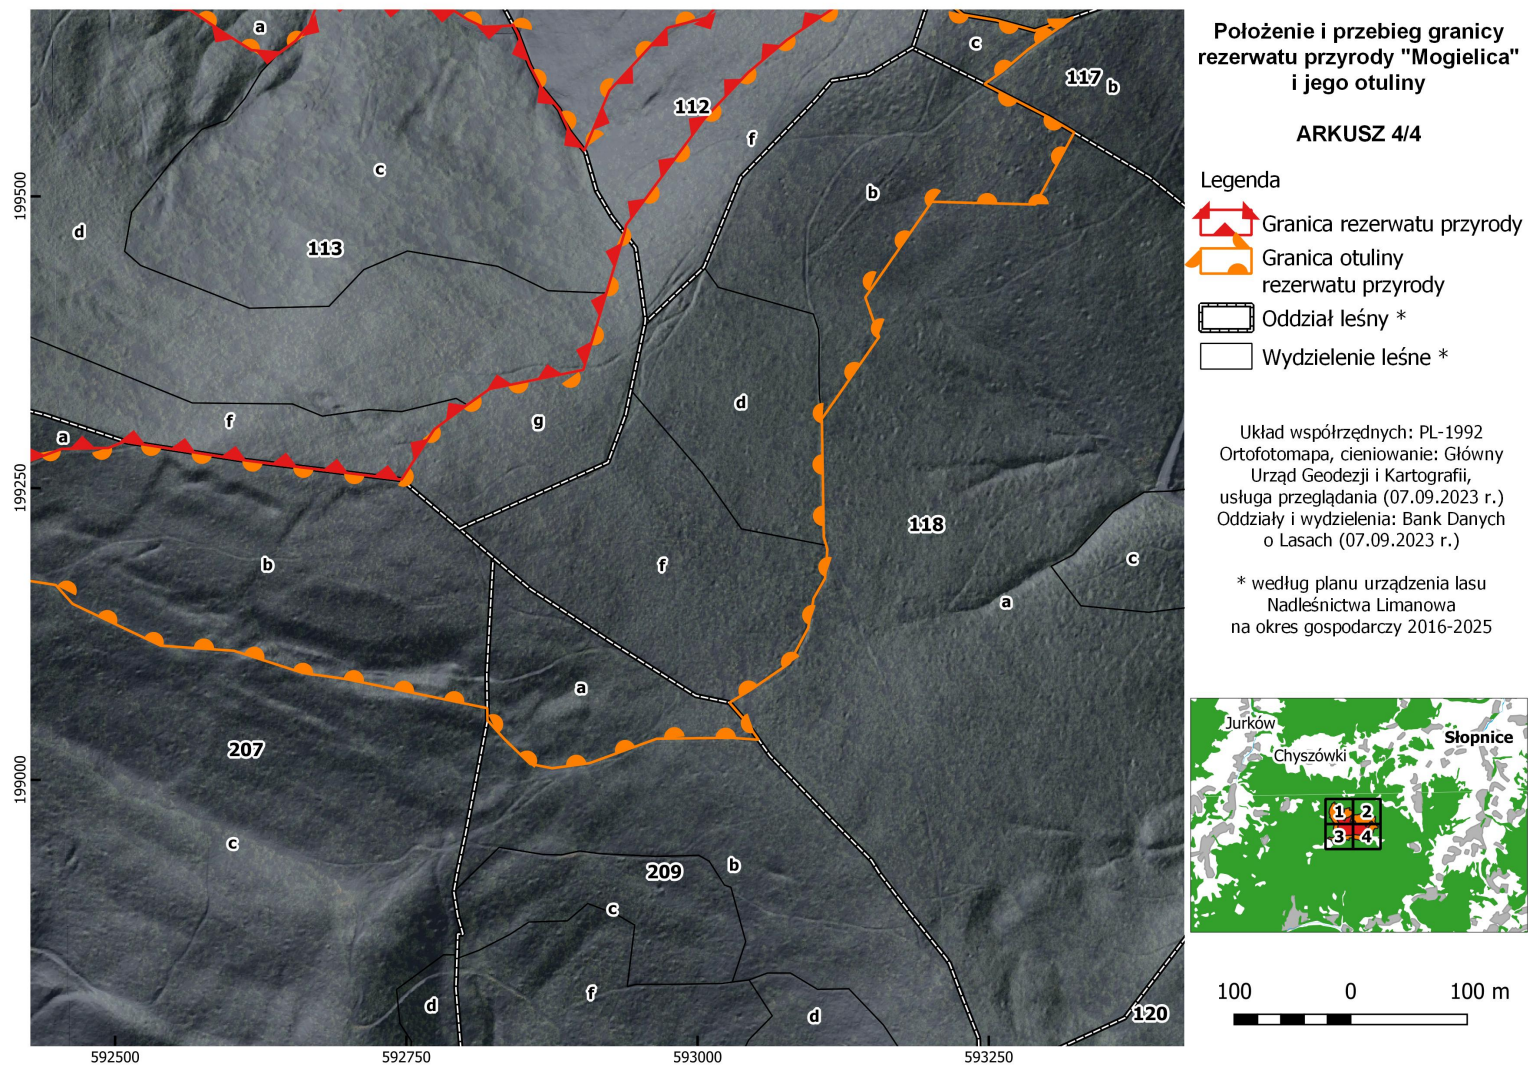 Położenie i przebieg granicy
rezerwatu przyrody "Mogielica"
i jego otuliny
ARKUSZ 4/4
Legenda
Granica rezerwatu przyrody
Granica otuliny
rezerwatu przyrody
Oddział leśny *
Wydzielenie leśne *
Układ współrzędnych: PL-1992
Ortofotomapa, cieniowanie: Główny
Urząd Geodezji i Kartografii,
usługa przeglądania (07.09.2023 r.)
Oddziały i wydzielenia: Bank Danych
o Lasach (07.09.2023 r.)
* według planu urządzenia lasu
Nadleśnictwa Limanowa
na okres gospodarczy 2016-2025
Jurków
Słopnice
Chyszówki
1 2
3 4
100 0 100 m
a
c
117
b
112
f
c
b
d
113
199500
d
f
g
a
199250
118
b
f
c
a
a
207
199000
c
209
b
c
d
f
d
120
592500 592750 593000 593250